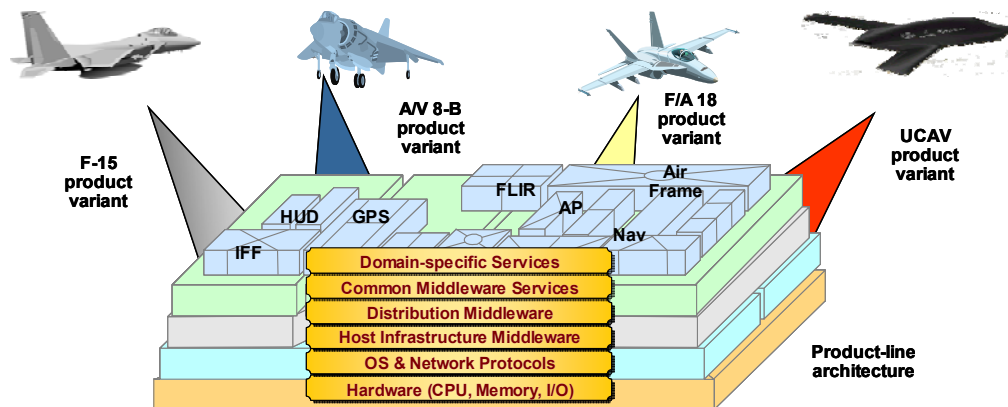 A/V 8-B
product
variant
F/A 18
product
variant
UCAV
product
variant
F-15
product
variant
FLIR
Air
Frame
AP
HUD
GPS
Nav
IFF
Domain-specific Services
Common Middleware Services
Distribution Middleware
Host Infrastructure Middleware
OS & Network Protocols
Hardware (CPU, Memory, I/O)
Product-line
architecture